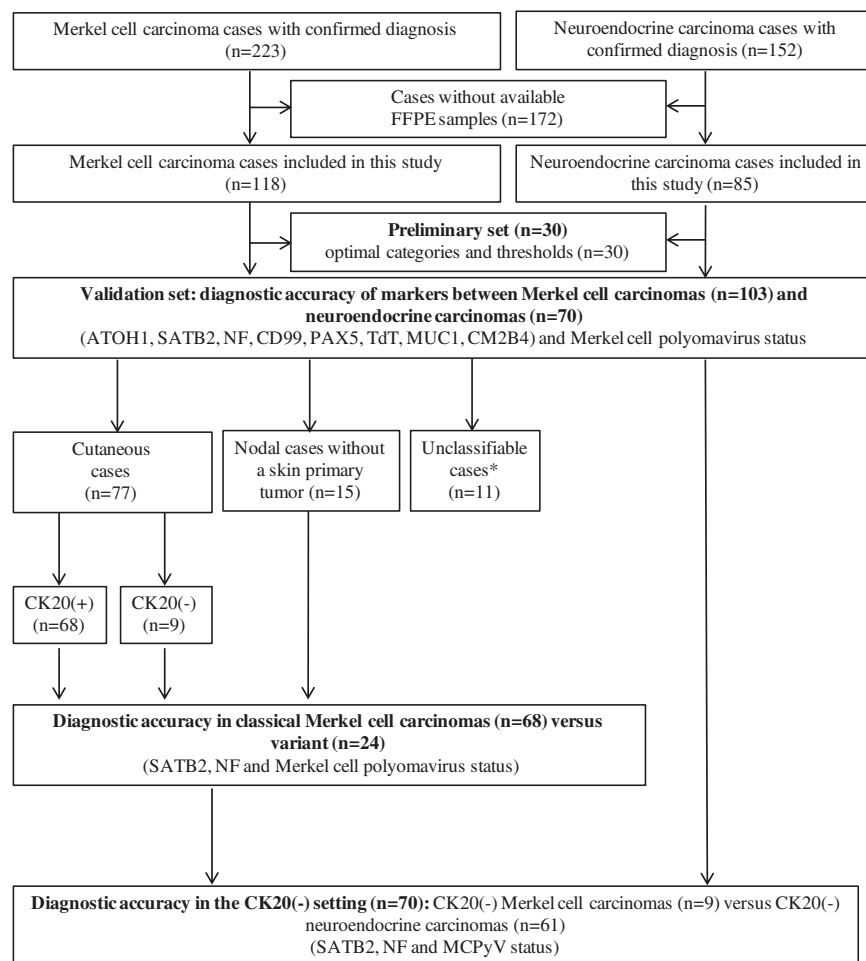 Merkel cell carcinoma cases with confirmed diagnosis
(n=223)
Neuroendocrine carcinoma cases with
confirmed diagnosis (n=152)
Cases without available
FFPE samples (n=172)
Merkel cell carcinoma cases included in this study
(n=118)
Neuroendocrine carcinoma cases included in
this study (n=85)
Preliminary set (n=30)
optimal categories and thresholds (n=30)
Validation set: diagnostic accuracy of markers between Merkel cell carcinomas (n=103) and
neuroendocrine carcinomas (n=70)
(ATOH1, SATB2, NF, CD99, PAX5, TdT, MUC1, CM2B4) and Merkel cell polyomavirus status
Cutaneous
cases
(n=77)
Nodal cases without
a skin primary
tumor (n=15)
Unclassifiable
cases*
(n=11)
CK20(+)
(n=68)
CK20(-)
(n=9)
Diagnostic accuracy in classical Merkel cell carcinomas (n=68) versus
variant (n=24)
(SATB2, NF and Merkel cell polyomavirus status)
Diagnostic accuracy in the CK20(-) setting (n=70): CK20(-) Merkel cell carcinomas (n=9) versus CK20(-)
neuroendocrine carcinomas (n=61)
(SATB2, NF and MCPyV status)